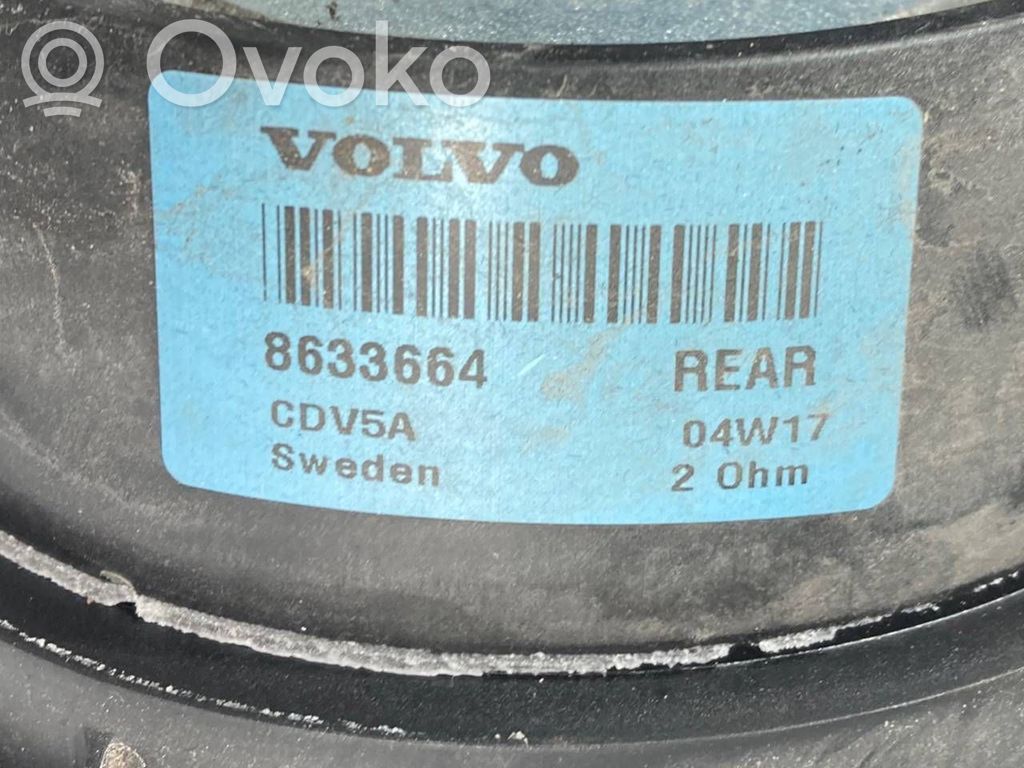 Ovoko
VOLVO
8633664 REAR
CDV5A 04W17
Sweden 2 Ohm